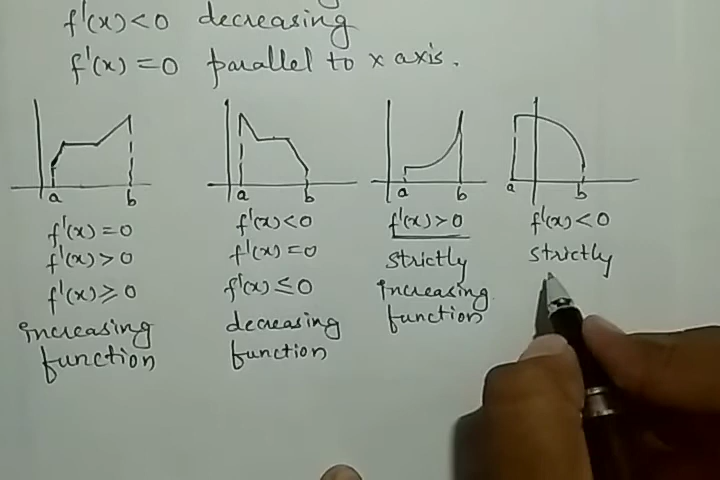 f'(x) < 0 decreasing
f'(x) = 0 parallel to x axis.
a b
f'(x) = 0
f'(x) > 0
f'(x) ≥ 0
increasing
function
a b
f'(x) < 0
f'(x) = 0
f'(x) ≤ 0
decreasing
function
a b
f'(x) > 0
strictly
increasing
function
a b
f'(x) < 0
strictly